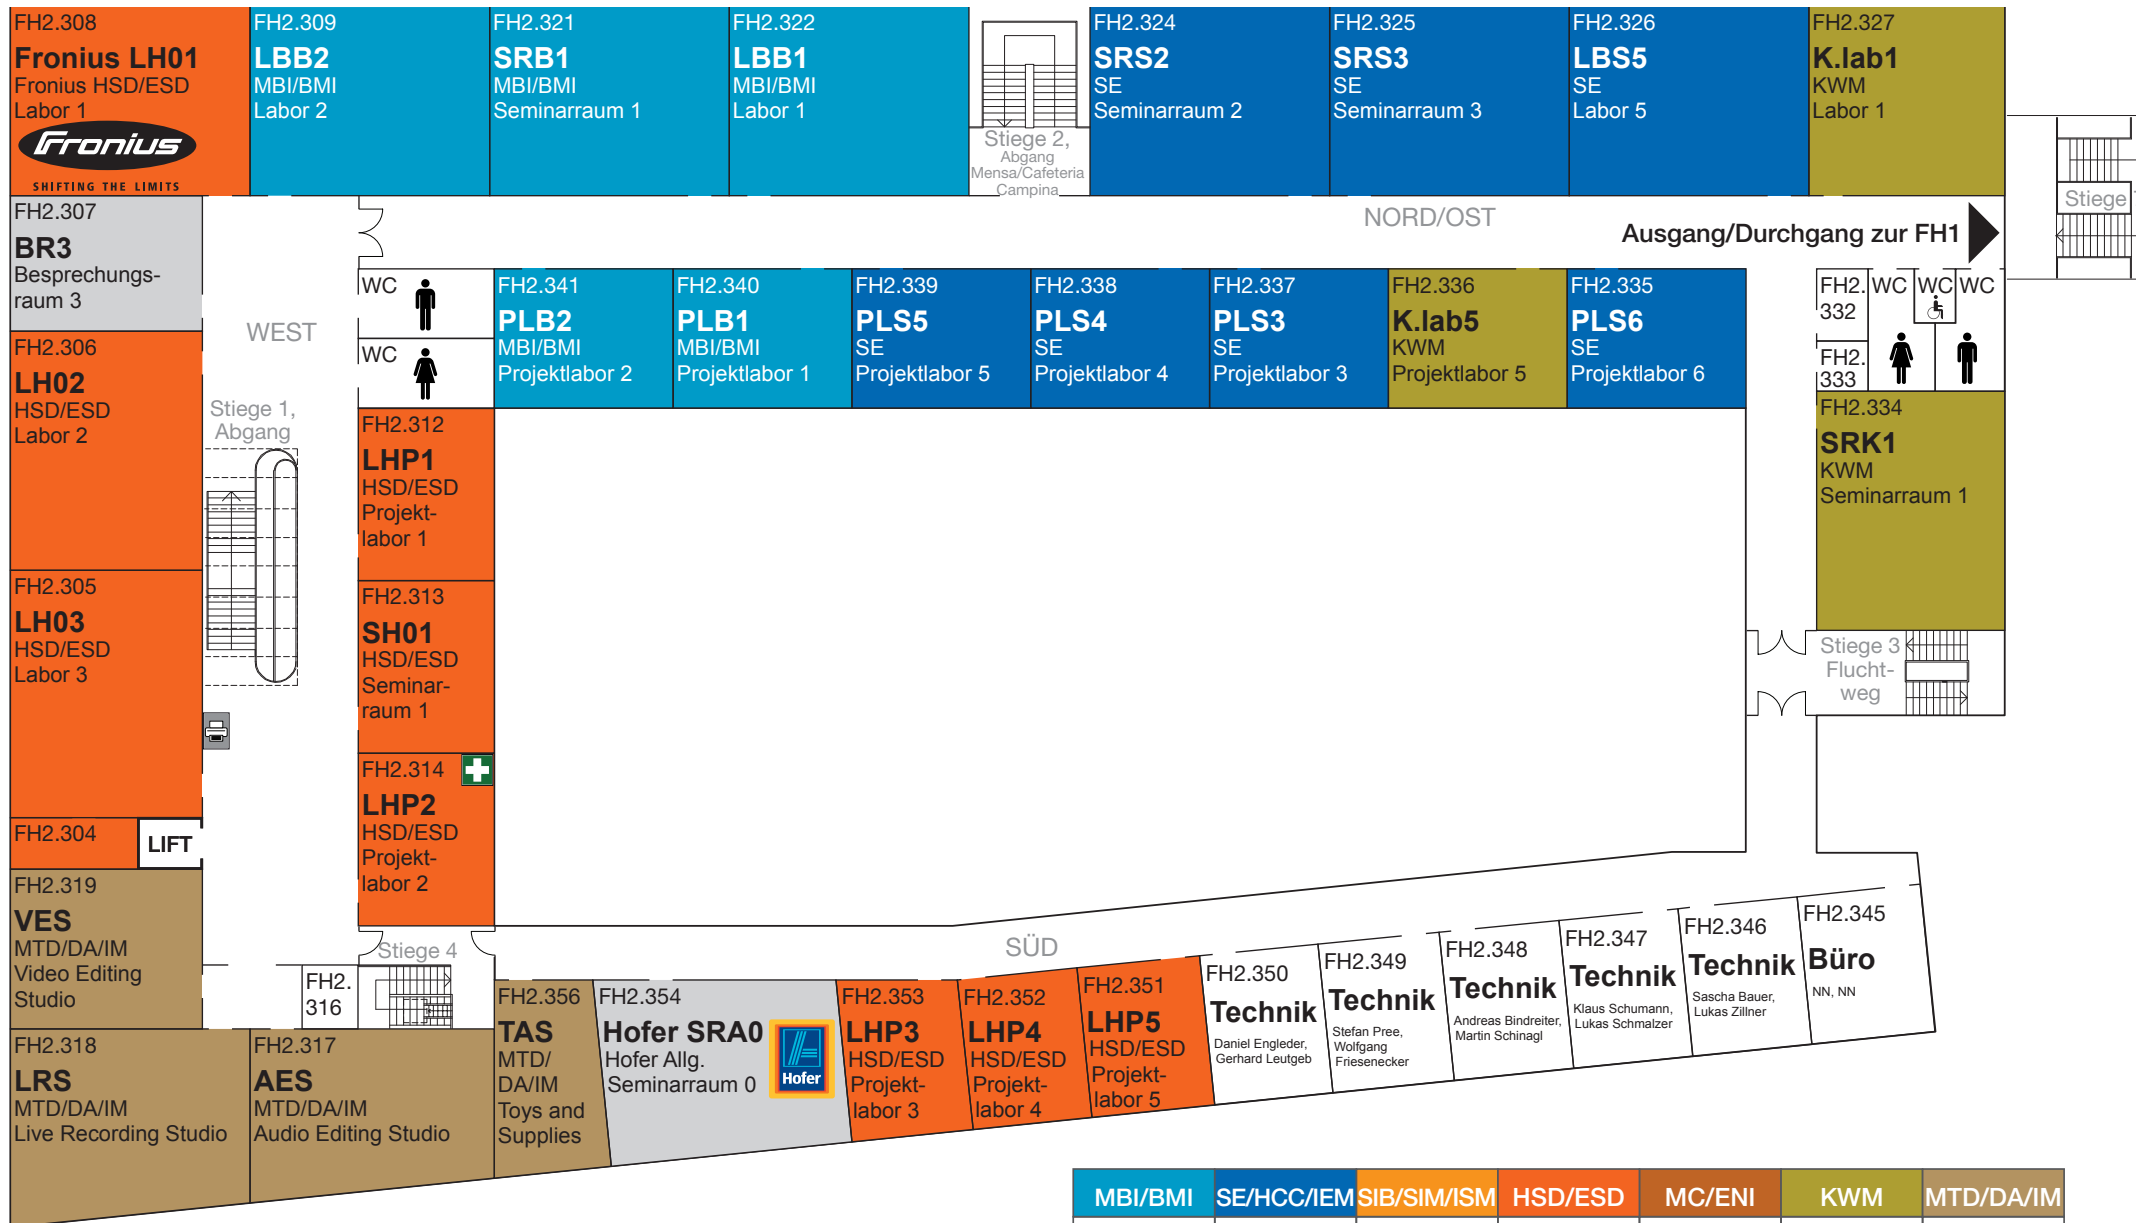 FH2.308
Fronius LH01
Fronius HSD/ESD
Labor 1
Fronius
SHIFTING THE LIMITS
FH2.309
LBB2
MBI/BMI
Labor 2
FH2.321
SRB1
MBI/BMI
Seminarraum 1
FH2.322
LBB1
MBI/BMI
Labor 1
Stiege 2,
Abgang
Mensa/Cafeteria
Campina
FH2.324
SRS2
SE
Seminarraum 2
FH2.325
SRS3
SE
Seminarraum 3
FH2.326
LBS5
SE
Labor 5
FH2.327
K.lab1
KWM
Labor 1
Stiege
NORD/OST
Ausgang/Durchgang zur FH1
FH2.307
BR3
Besprechungs-
raum 3
WEST
WC
WC
FH2.341
PLB2
MBI/BMI
Projektlabor 2
FH2.340
PLB1
MBI/BMI
Projektlabor 1
FH2.339
PLS5
SE
Projektlabor 5
FH2.338
PLS4
SE
Projektlabor 4
FH2.337
PLS3
SE
Projektlabor 3
FH2.336
K.lab5
KWM
Projektlabor 5
FH2.335
PLS6
SE
Projektlabor 6
FH2.
332
WC
WC
WC
FH2.
333
FH2.306
LH02
HSD/ESD
Labor 2
Stiege 1,
Abgang
FH2.312
LHP1
HSD/ESD
Projekt-
labor 1
FH2.334
SRK1
KWM
Seminarraum 1
FH2.305
LH03
HSD/ESD
Labor 3
FH2.313
SH01
HSD/ESD
Seminar-
raum 1
Stiege 3
Flucht-
weg
FH2.314
LHP2
HSD/ESD
Projekt-
labor 2
FH2.304
LIFT
FH2.319
VES
MTD/DA/IM
Video Editing
Studio
Stiege 4
FH2.
316
SÜD
FH2.318
LRS
MTD/DA/IM
Live Recording Studio
FH2.317
AES
MTD/DA/IM
Audio Editing Studio
FH2.356
TAS
MTD/
DA/IM
Toys and
Supplies
FH2.354
Hofer SRA0
Hofer Allg.
Seminarraum 0
Hofer
FH2.353
LHP3
HSD/ESD
Projekt-
labor 3
FH2.352
LHP4
HSD/ESD
Projekt-
labor 4
FH2.351
LHP5
HSD/ESD
Projekt-
labor 5
FH2.350
Technik
Daniel Engleder,
Gerhard Leutgeb
FH2.349
Technik
Stefan Pree,
Wolfgang
Friesenecker
FH2.348
Technik
Andreas Bindreiter,
Martin Schinagl
FH2.347
Technik
Klaus Schumann,
Lukas Schmalzer
FH2.346
Technik
Sascha Bauer,
Lukas Zillner
FH2.345
Büro
NN, NN
MBI/BMI
SE/HCC/IEM
SIB/SIM/ISM
HSD/ESD
MC/ENI
KWM
MTD/DA/IM